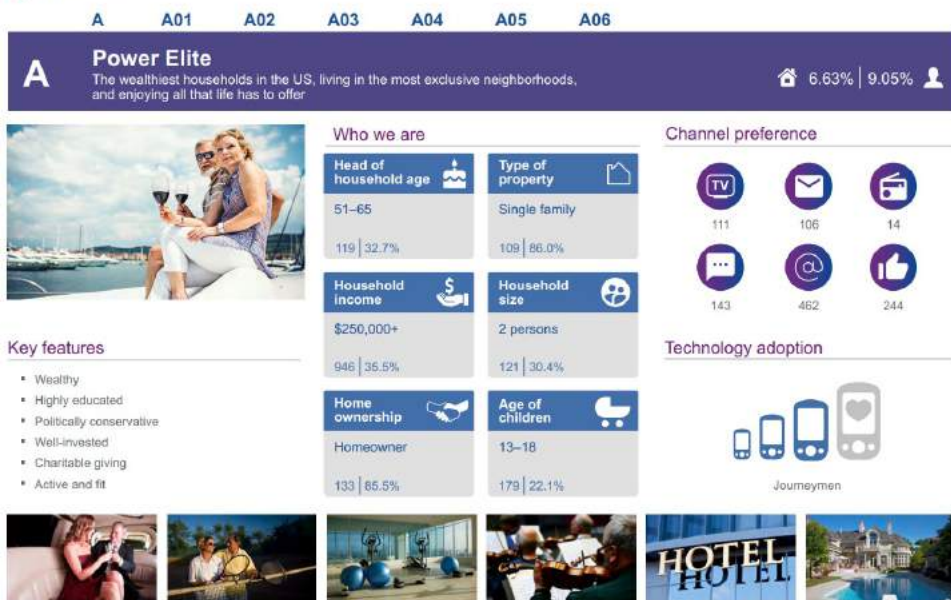 A A01 A02 A03 A04 A05 A06
A
Power Elite
The wealthiest households in the US, living in the most exclusive neighborhoods,
and enjoying all that life has to offer
6.63% | 9.05%
Who we are
Head of
household age
51–65
119 | 32.7%
Type of
property
Single family
109 | 86.0%
Household
income
$
$250,000+
946 | 35.5%
Household
size
2 persons
121 | 30.4%
Home
ownership
Homeowner
133 | 85.5%
Age of
children
13–18
179 | 22.1%
Channel preference
TV
111 106 14
@
143 462 244
Key features
▪ Wealthy
▪ Highly educated
▪ Politically conservative
▪ Well-invested
▪ Charitable giving
▪ Active and fit
Technology adoption
Journeymen
HOTEL
HOTEL